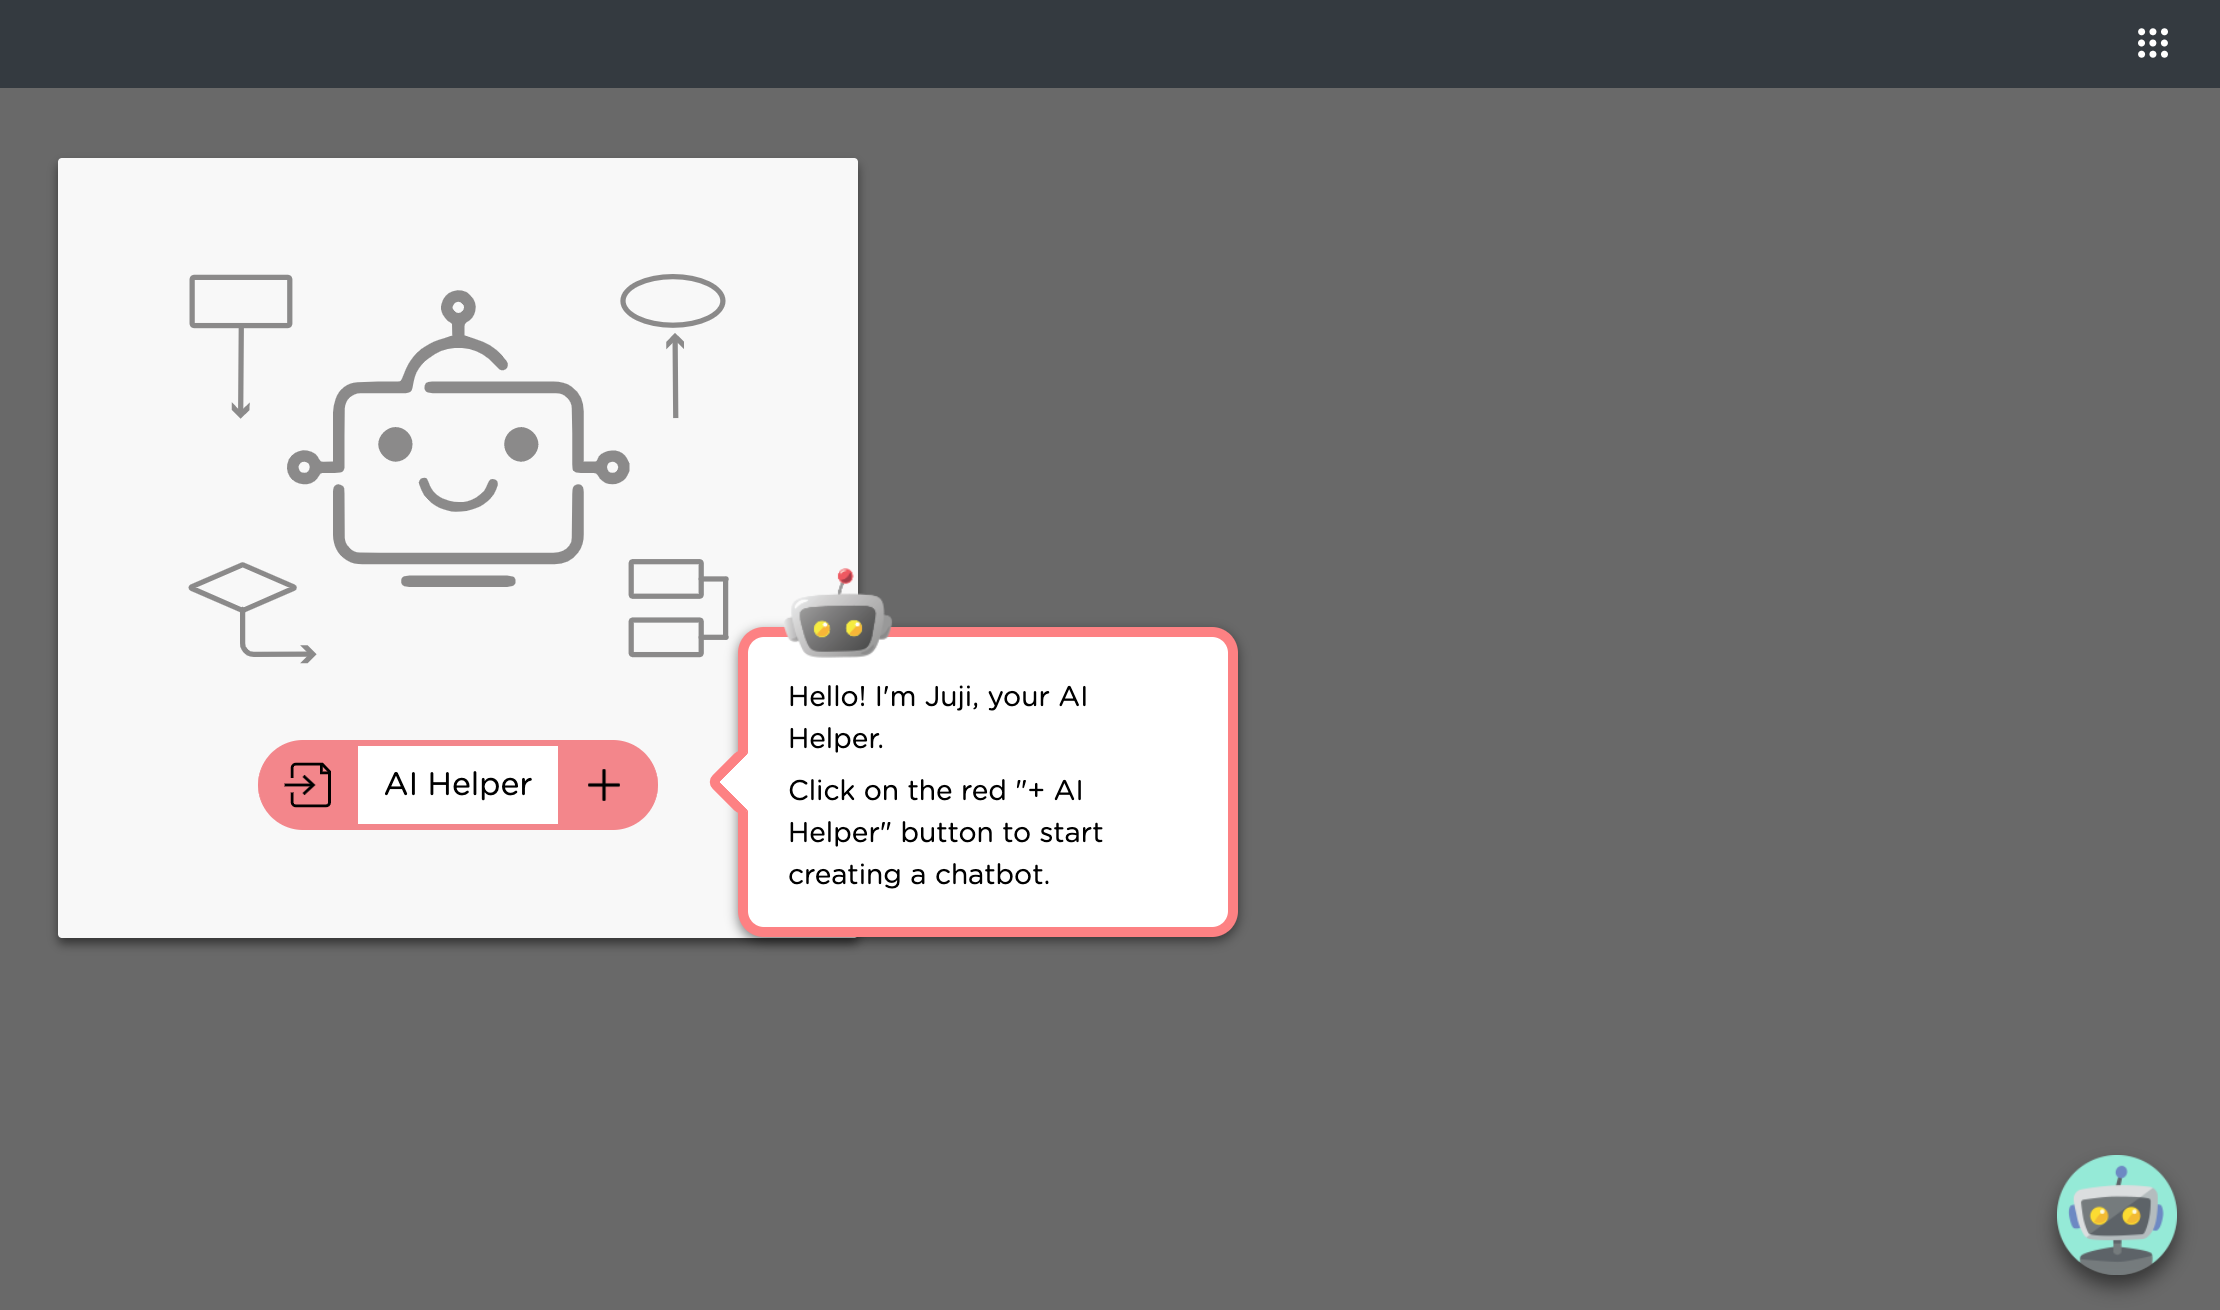 AI Helper
Hello! I'm Juji, your AI
Helper.
Click on the red "+ AI
Helper" button to start
creating a chatbot.